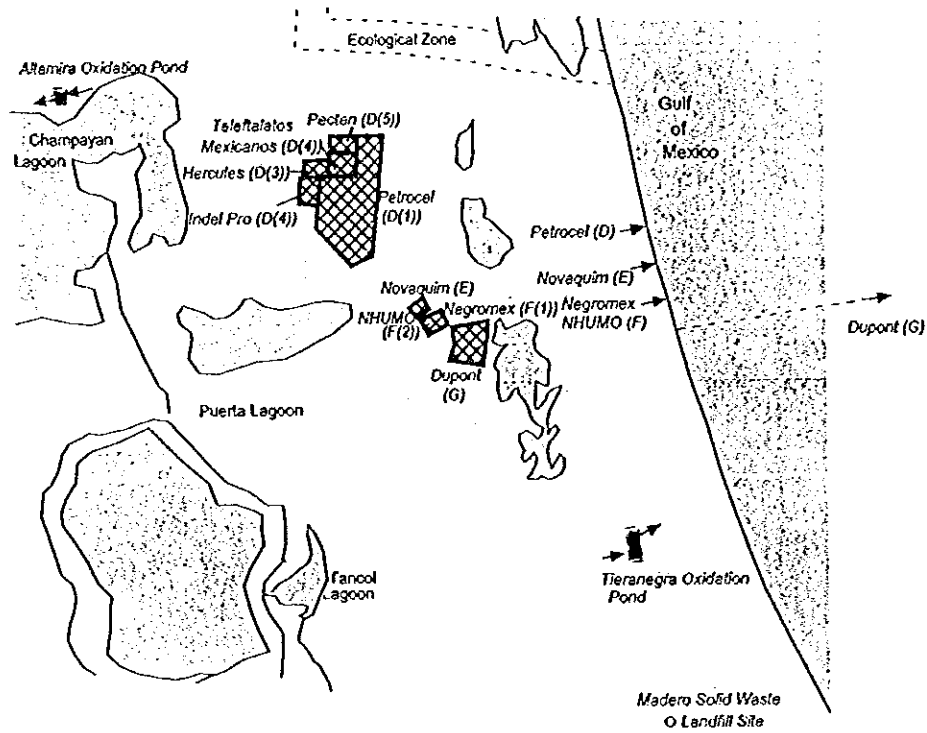 Ecological Zone
Altamira Oxidation Pond
Gulf
of
Mexico
Champayan
Lagoon
Teleftalatos
Mexicanos (D(4))
Pecten (D(5))
Hercules (D(3))
Indel Pro (D(4))
Petrocel
(D(1))
Petrocel (D)
Novaquim (E)
Negromex
NHUMO (F)
Dupont (G)
Novaquim (E)
Negromex (F(1))
NHUMO
(F(2))
Dupont
(G)
Puerta Lagoon
Tancol
Lagoon
Tieranegra Oxidation
Pond
Madero Solid Waste
O Landfill Site